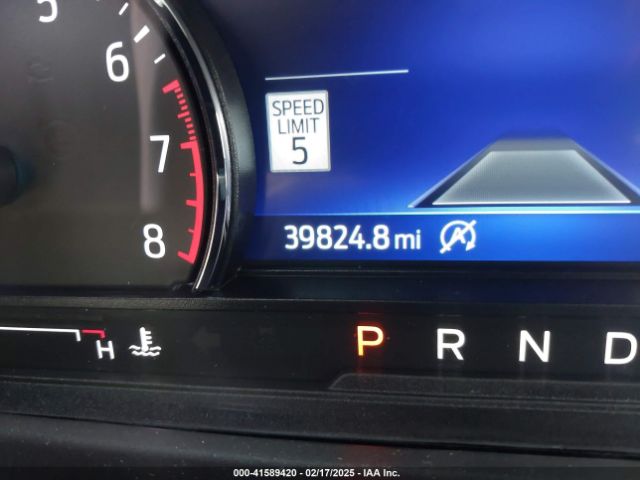 5
6
7
8
SPEED
LIMIT
5
39824.8 mi
H
P R N D
000-41589420 - 02/17/2025 - IAA Inc.